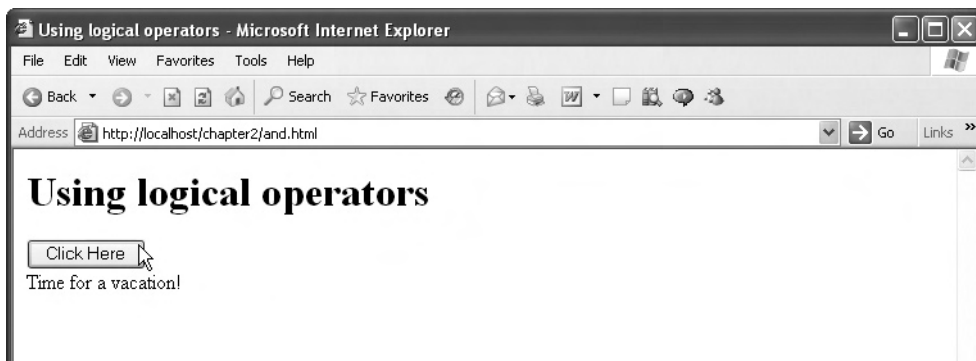 Using logical operators - Microsoft Internet Explorer
File Edit View Favorites Tools Help
Back Search Favorites
Address http://localhost/chapter2/and.html Go Links »
Using logical operators
Click Here
Time for a vacation!